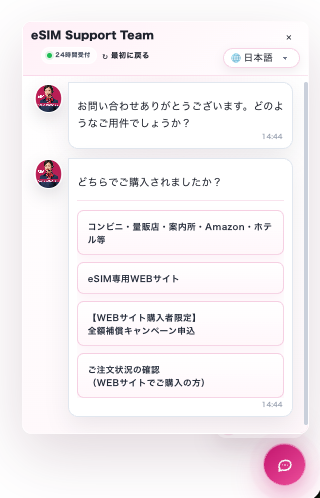 eSIM Support Team
×
24時間受付
↻ 最初に戻る
🌐 日本語
お問い合わせありがとうございます。どのよ
うなご用件でしょうか？
14:44
どちらでご購入されましたか？
コンビニ・量販店・案内所・Amazon・ホテ
ル等
eSIM専用WEBサイト
【WEBサイト購入者限定】
全額補償キャンペーン申込
ご注文状況の確認
（WEBサイトでご購入の方）
14:44